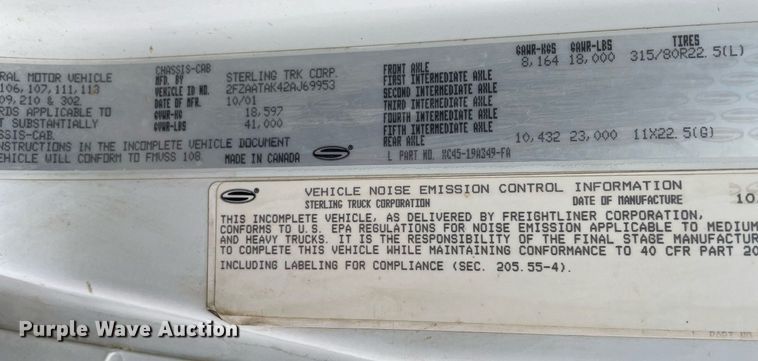 RAL MOTOR VEHICLE
106, 107, 111, 113
09, 210 & 302
RDS APPLICABLE TO
T SUBSTANTIALLY
SSIS-CAB.
NSTRUCTIONS IN THE INCOMPLETE VEHICLE DOCUMENT
EHICLE WILL CONFORM TO FMVSS 108.
CHASSIS-CAB
MFD BY STERLING TRK CORP.
VEHICLE ID NO. 2FZAATAK42AJ69953
DATE OF MFR. 10/01
GVWR-KG 18,597
GVWR-LBS 41,000
MADE IN CANADA
GAWR-KGS GAWR-LBS TIRES
FRONT AXLE 8,164 18,000 315/80R22.5(L)
FIRST INTERMEDIATE AXLE
SECOND INTERMEDIATE AXLE
THIRD INTERMEDIATE AXLE
FOURTH INTERMEDIATE AXLE
FIFTH INTERMEDIATE AXLE
REAR AXLE 10,432 23,000 11X22.5(G)
L PART NO. XC45-19A349-FA
VEHICLE NOISE EMISSION CONTROL INFORMATION
STERLING TRUCK CORPORATION DATE OF MANUFACTURE 10
THIS INCOMPLETE VEHICLE, AS DELIVERED BY FREIGHTLINER CORPORATION,
CONFORMS TO U.S. EPA REGULATIONS FOR NOISE EMISSION APPLICABLE TO MEDIUM
AND HEAVY TRUCKS. IT IS THE RESPONSIBILITY OF THE FINAL STAGE MANUFACTUR
TO COMPLETE THIS VEHICLE WHILE MAINTAINING CONFORMANCE TO 40 CFR PART 20
INCLUDING LABELING FOR COMPLIANCE (SEC. 205.55-4).
Purple Wave Auction